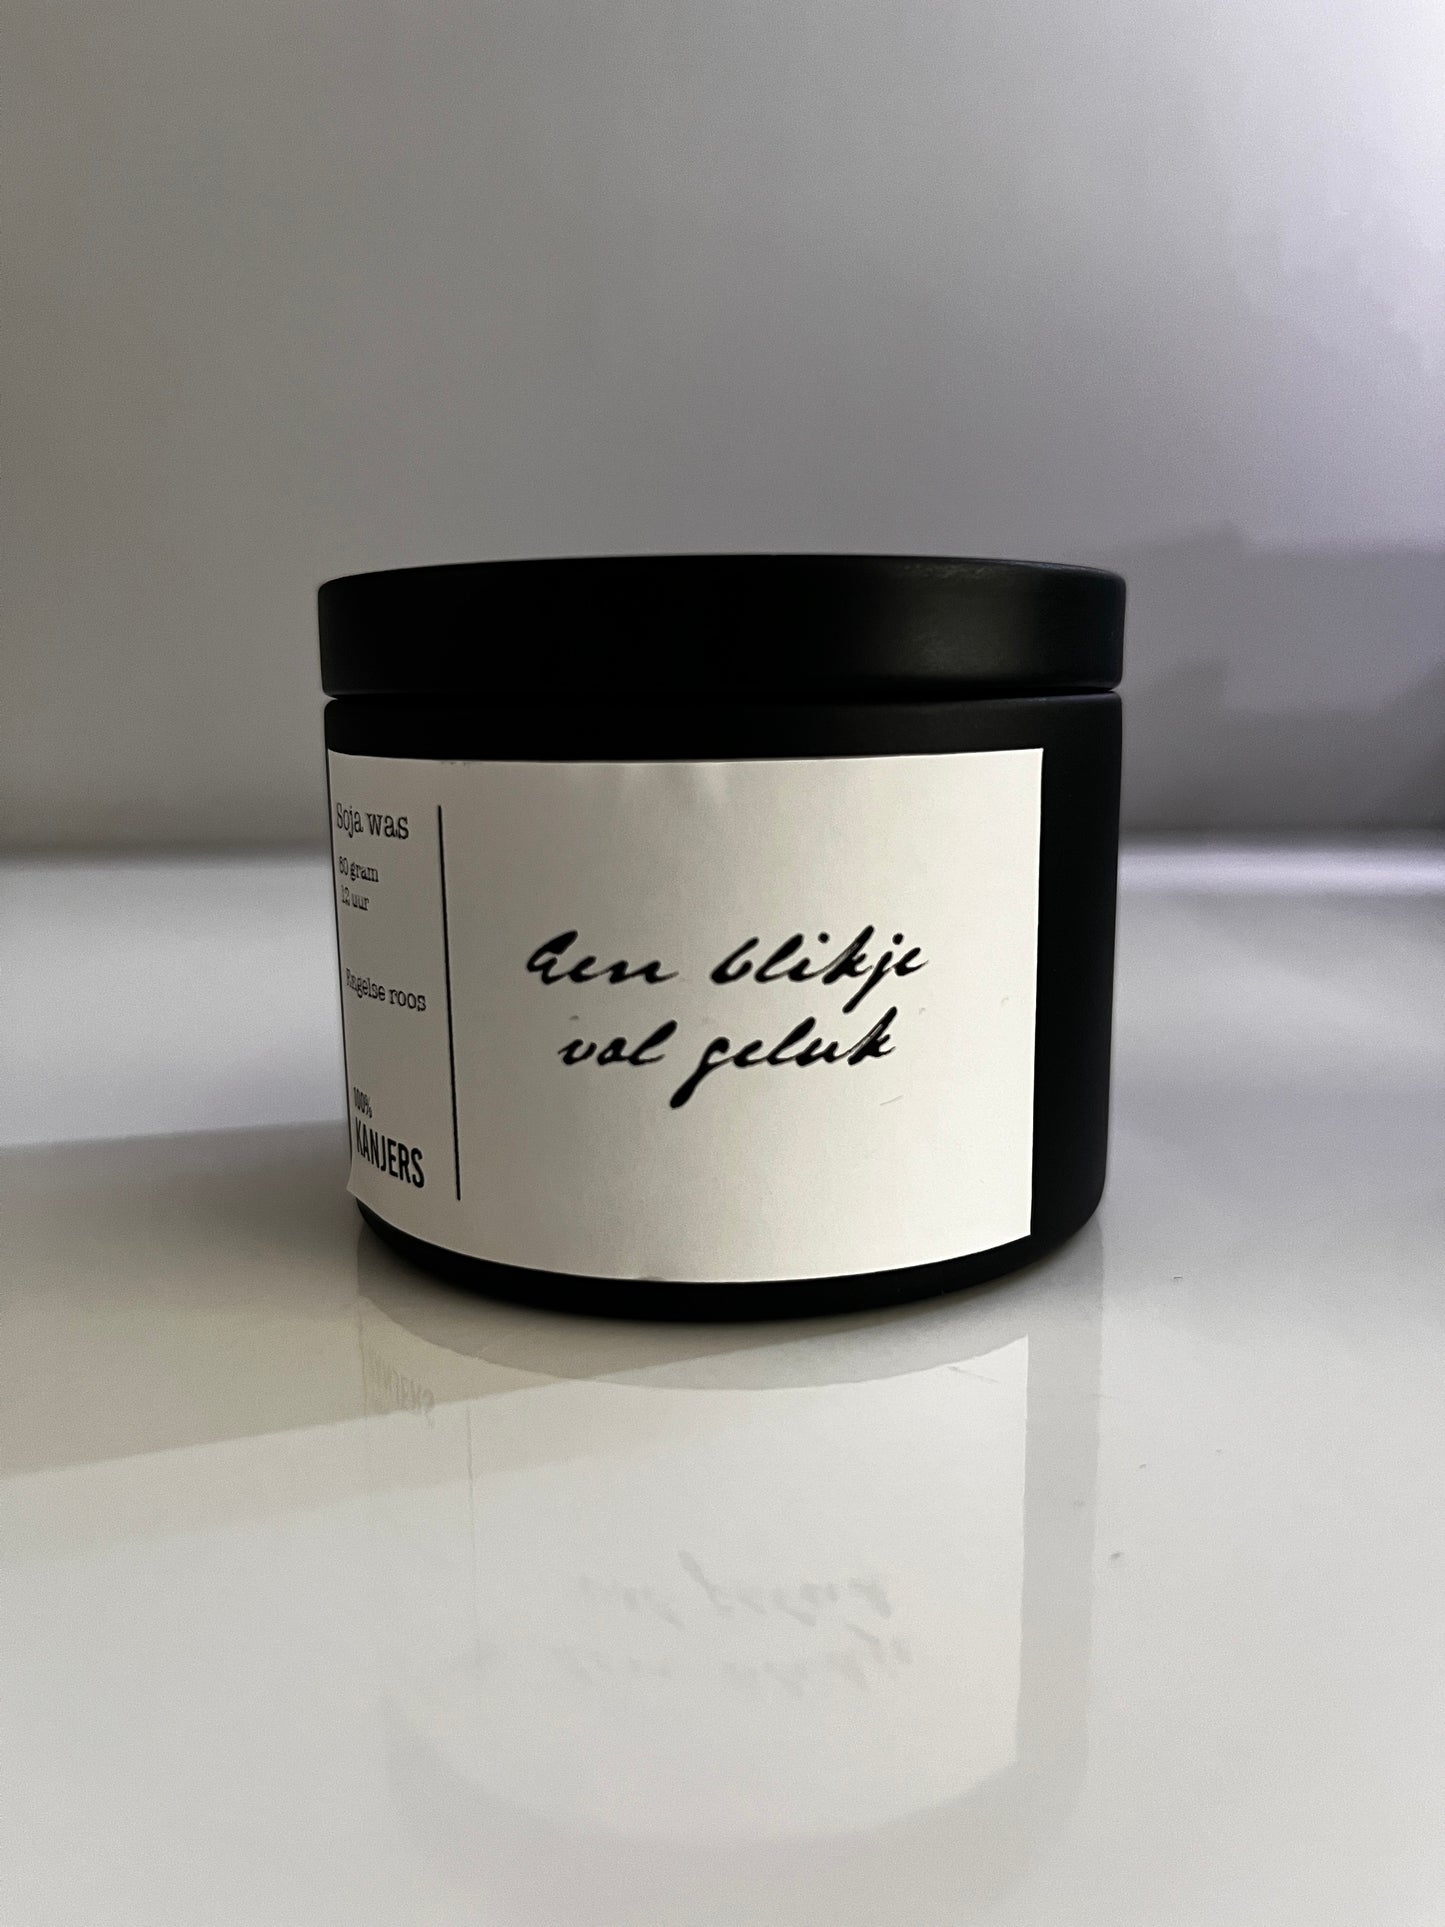 Soja was
80 gram
12 uur
Engelse roos
100%
KANJERS
Een blikje
vol geluk